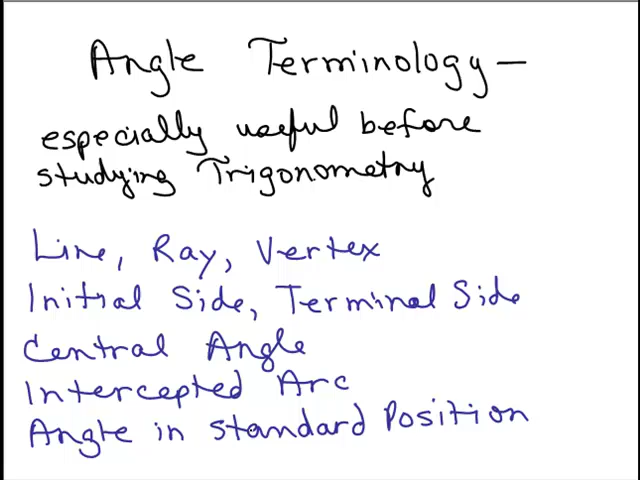 Angle Terminology —
especially useful before
studying Trigonometry
Line, Ray, Vertex
Initial Side, Terminal Side
Central Angle
Intercepted Arc
Angle in standard Position